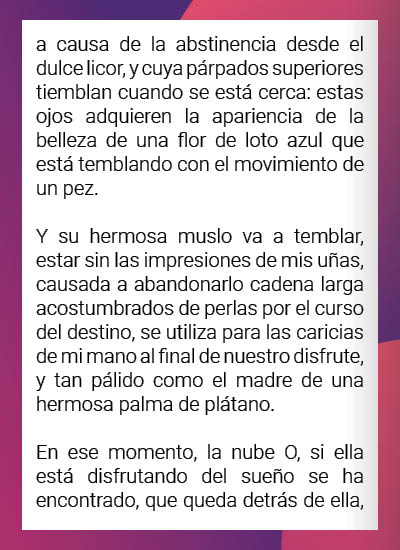 a causa de la abstinencia desde el
dulce licor, y cuya párpados superiores
tiemblan cuando se está cerca: estas
ojos adquieren la apariencia de la
belleza de una flor de loto azul que
está temblando con el movimiento de
un pez.
Y su hermosa muslo va a temblar,
estar sin las impresiones de mis uñas,
causada a abandonarlo cadena larga
acostumbrados de perlas por el curso
del destino, se utiliza para las caricias
de mi mano al final de nuestro disfrute,
y tan pálido como el madre de una
hermosa palma de plátano.
En ese momento, la nube O, si ella
está disfrutando del sueño se ha
encontrado, que queda detrás de ella,